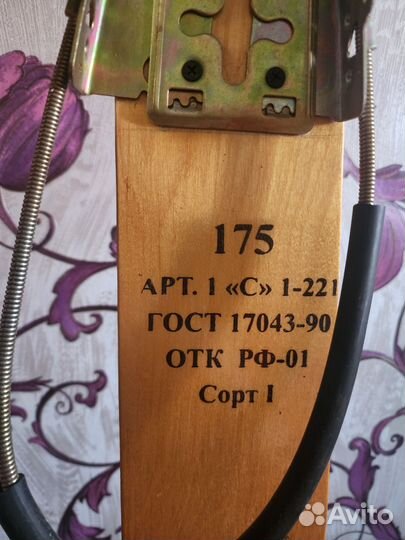 175
АРТ. 1 «С» 1-221
ГОСТ 17043-90
ОТК РФ-01
Сорт I
Avito